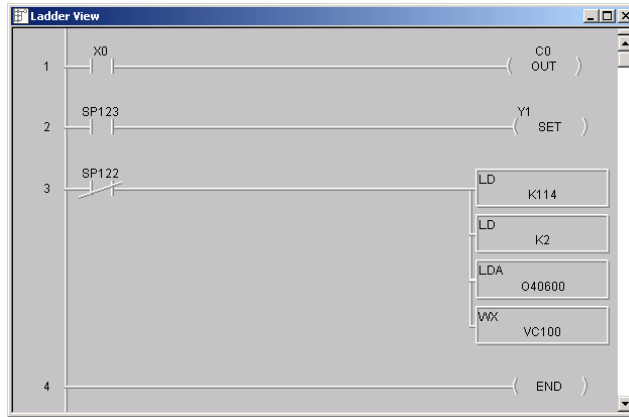 Ladder View
X0 C0
1 OUT
SP123 Y1
2 SET
SP122
3 LD
K114
LD
K2
LDA
O40600
WX
VC100
4 END